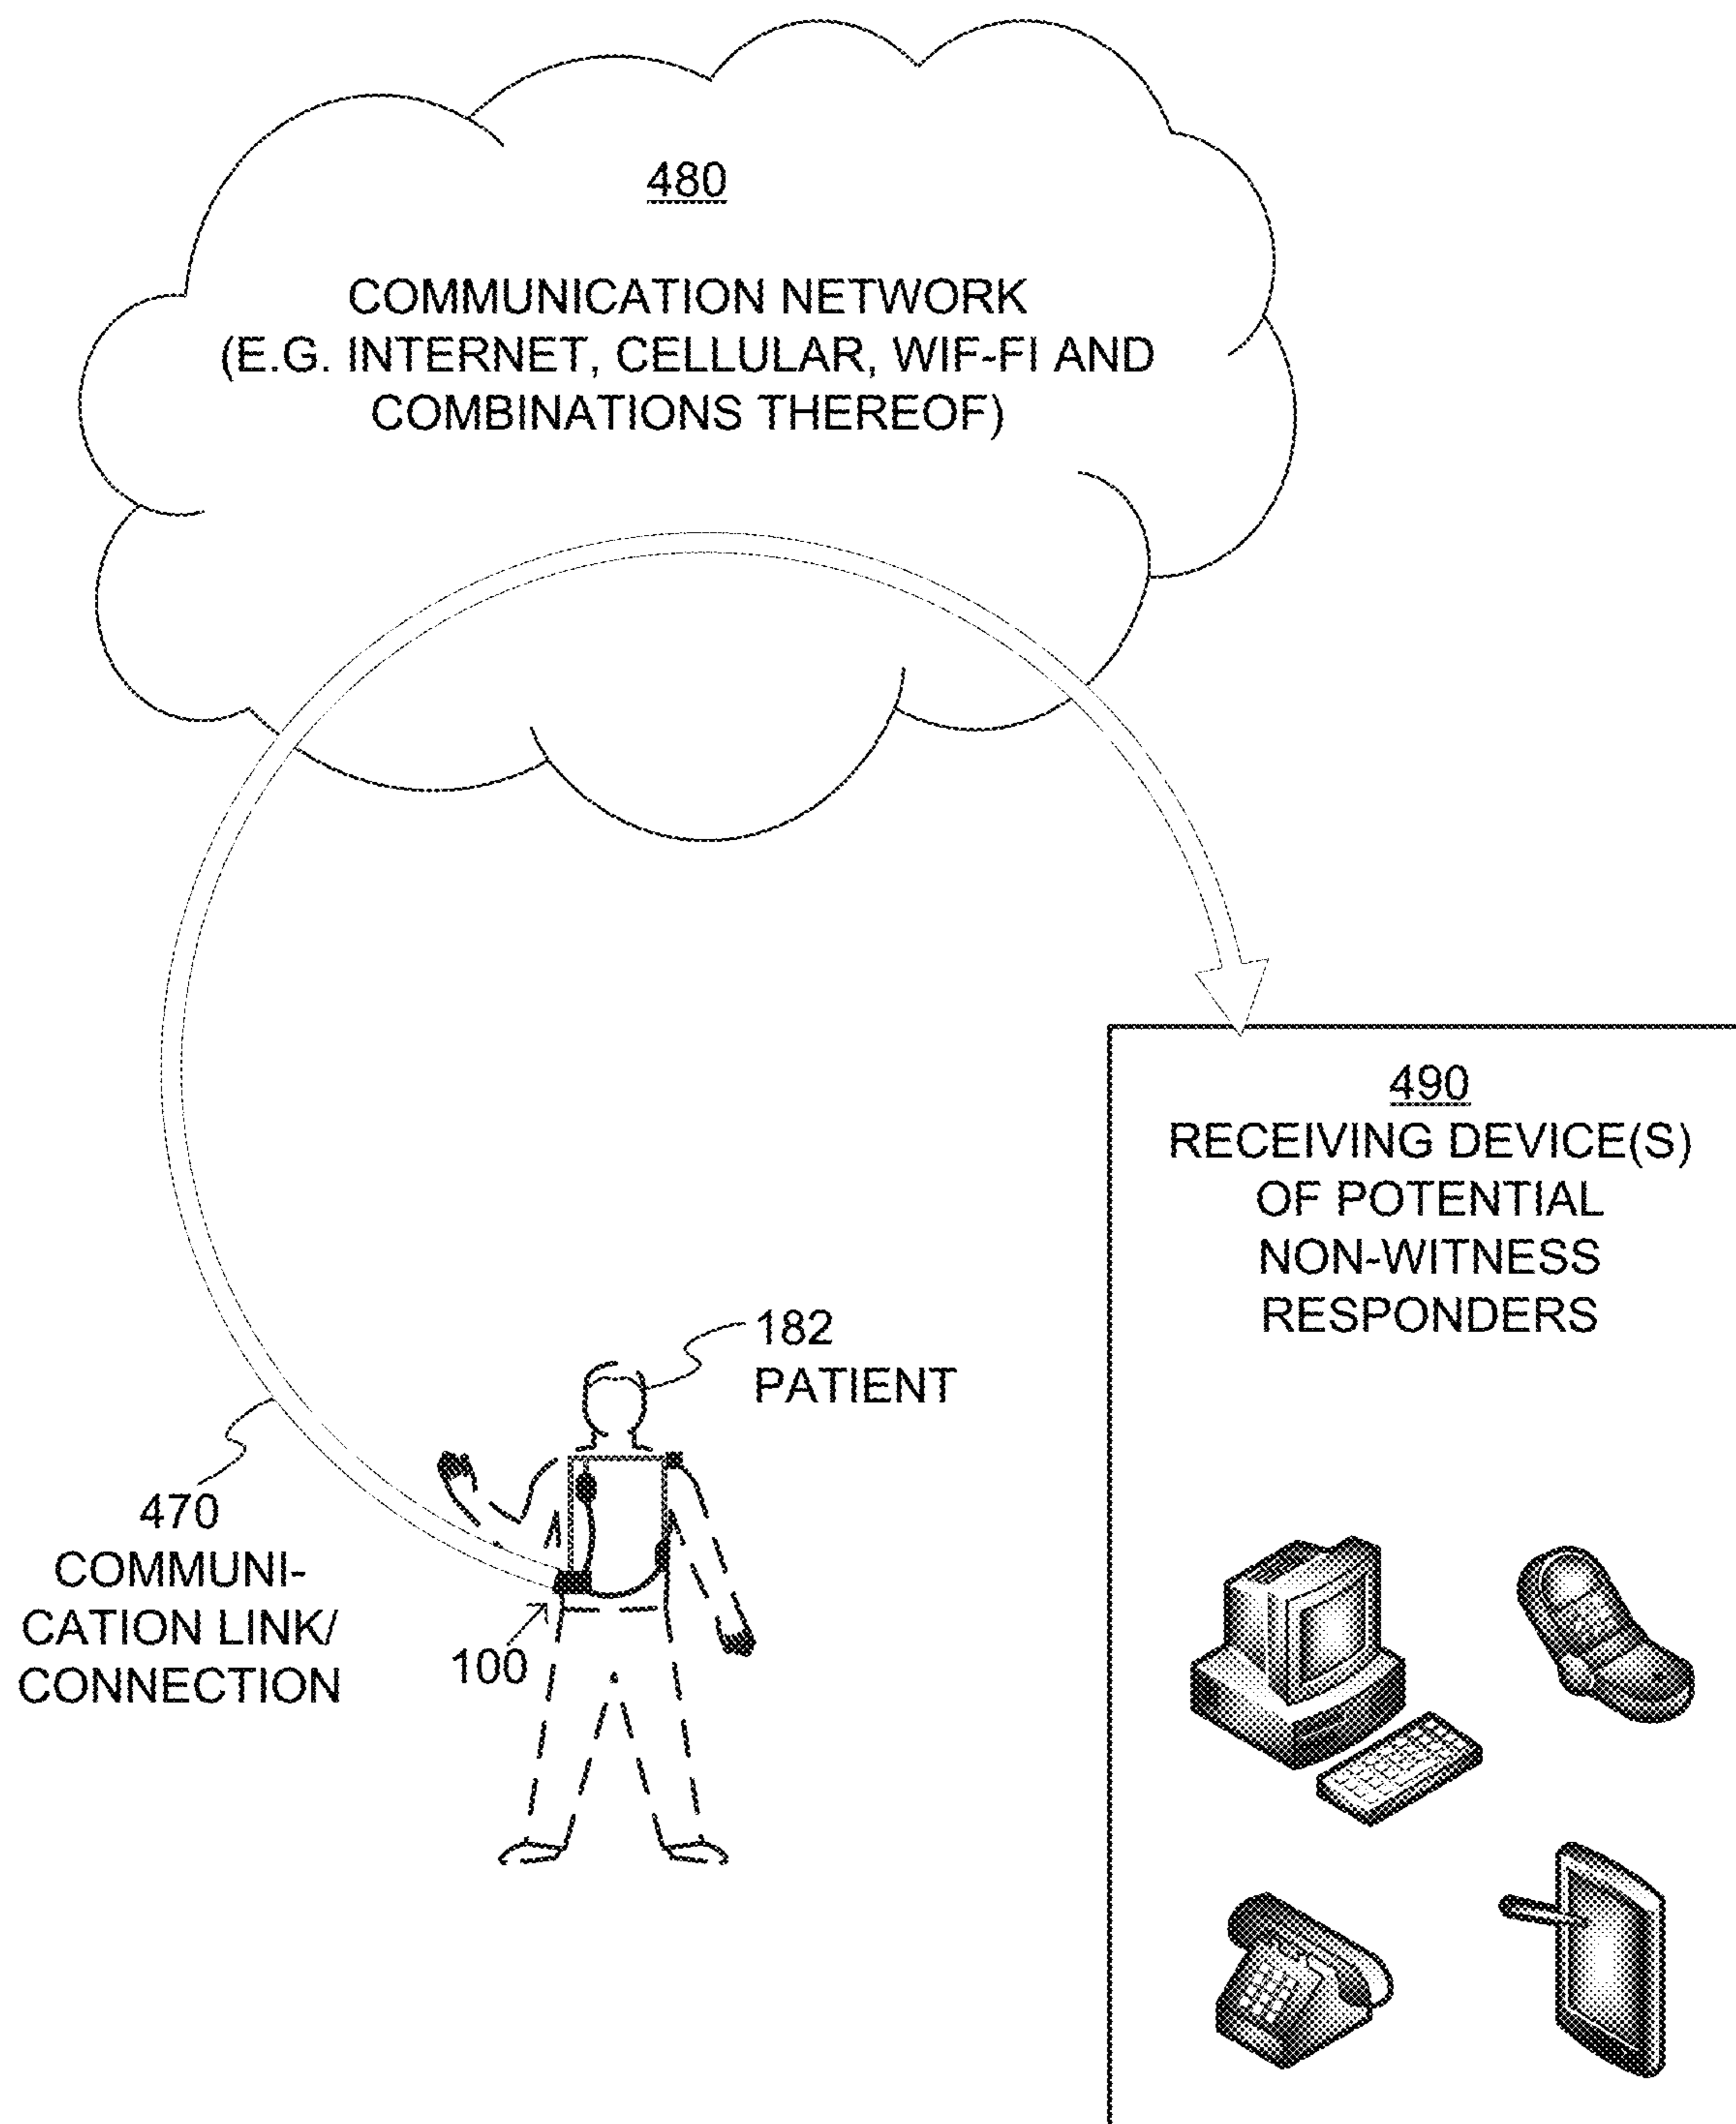 480
COMMUNICATION NETWORK
(E.G. INTERNET, CELLULAR, WIF-FI AND
COMBINATIONS THEREOF)
490
RECEIVING DEVICE(S)
OF POTENTIAL
NON-WITNESS
RESPONDERS
182
PATIENT
470
COMMUNI-
CATION LINK/
CONNECTION
100